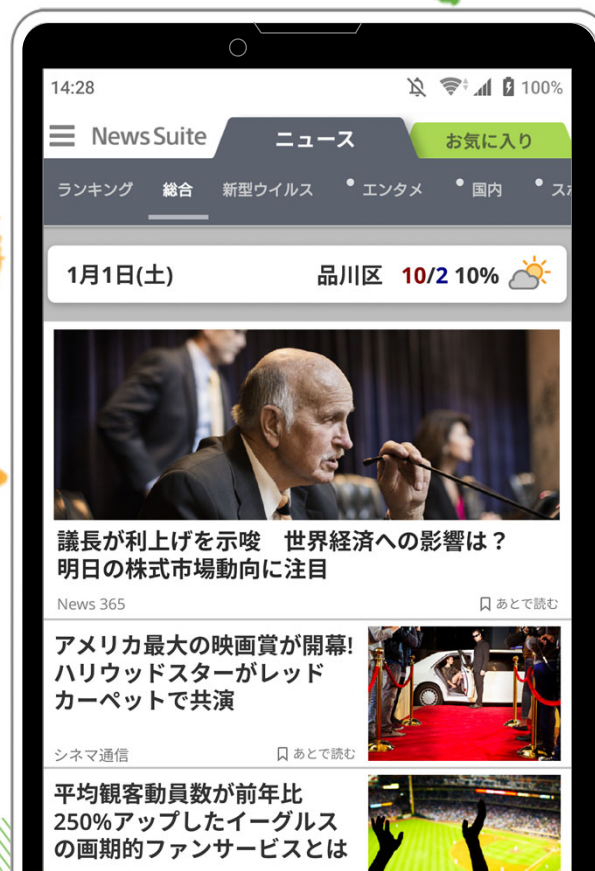 14:28
100%
News Suite
ニュース
お気に入り
ランキング 総合 新型ウイルス エンタメ 国内
1月1日(土)
品川区 10/2 10%
議長が利上げを示唆 世界経済への影響は?
明日の株式市場動向に注目
News 365
あとで読む
アメリカ最大の映画賞が開幕!
ハリウッドスターがレッド
カーペットで共演
シネマ通信
あとで読む
平均観客動員数が前年比
250%アップしたイーグルス
の画期的ファンサービスとは